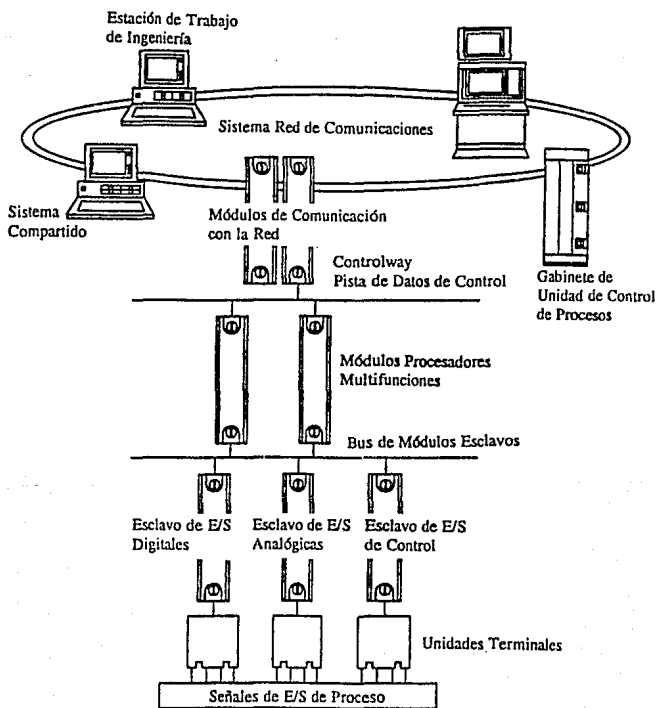 Estación de Trabajo
de Ingeniería
Sistema Red de Comunicaciones
Sistema
Compartido
Módulos de Comunicación
con la Red
Controlway
Pista de Datos de Control
Gabinete de
Unidad de Control
de Procesos
Módulos Procesadores
Multifunciones
Bus de Módulos Esclavos
Esclavo de E/S
Digitales
Esclavo de E/S
Analógicas
Esclavo de E/S
de Control
Unidades Terminales
Señales de E/S de Proceso